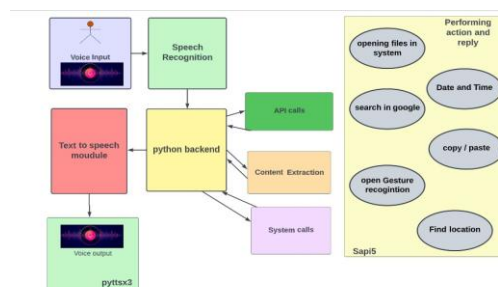 Voice Input
Speech
Recognition
Text to speech
moudule
python backend
API calls
Content Extraction
System calls
Voice output
pyttsx3
Performing
action and
reply
opening files in
system
Date and Time
search in google
copy / paste
open Gesture
recogintion
Find location
Sapi5